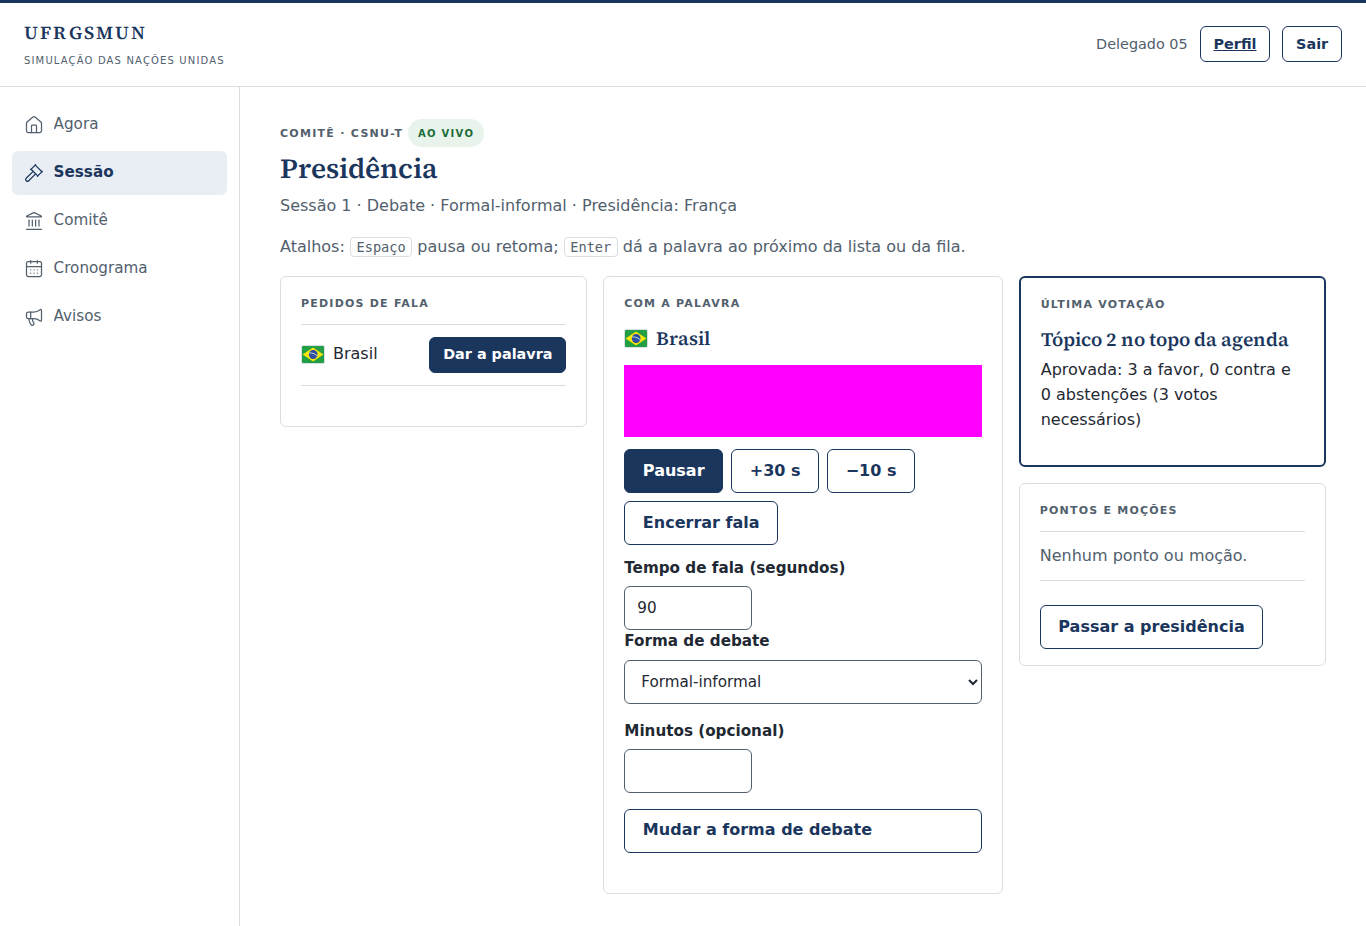 UFRGSMUN
SIMULAÇÃO DAS NAÇÕES UNIDAS
Delegado 05
Perfil
Sair
Agora
Sessão
Comitê
Cronograma
Avisos
COMITÊ · CSNU-T AO VIVO
Presidência
Sessão 1 · Debate · Formal-informal · Presidência: França
Atalhos: Espaço pausa ou retoma; Enter dá a palavra ao próximo da lista ou da fila.
PEDIDOS DE FALA
Brasil
Dar a palavra
COM A PALAVRA
Brasil
Pausar
+30 s
−10 s
Encerrar fala
Tempo de fala (segundos)
90
Forma de debate
Formal-informal
Minutos (opcional)
Mudar a forma de debate
ÚLTIMA VOTAÇÃO
Tópico 2 no topo da agenda
Aprovada: 3 a favor, 0 contra e
0 abstenções (3 votos
necessários)
PONTOS E MOÇÕES
Nenhum ponto ou moção.
Passar a presidência